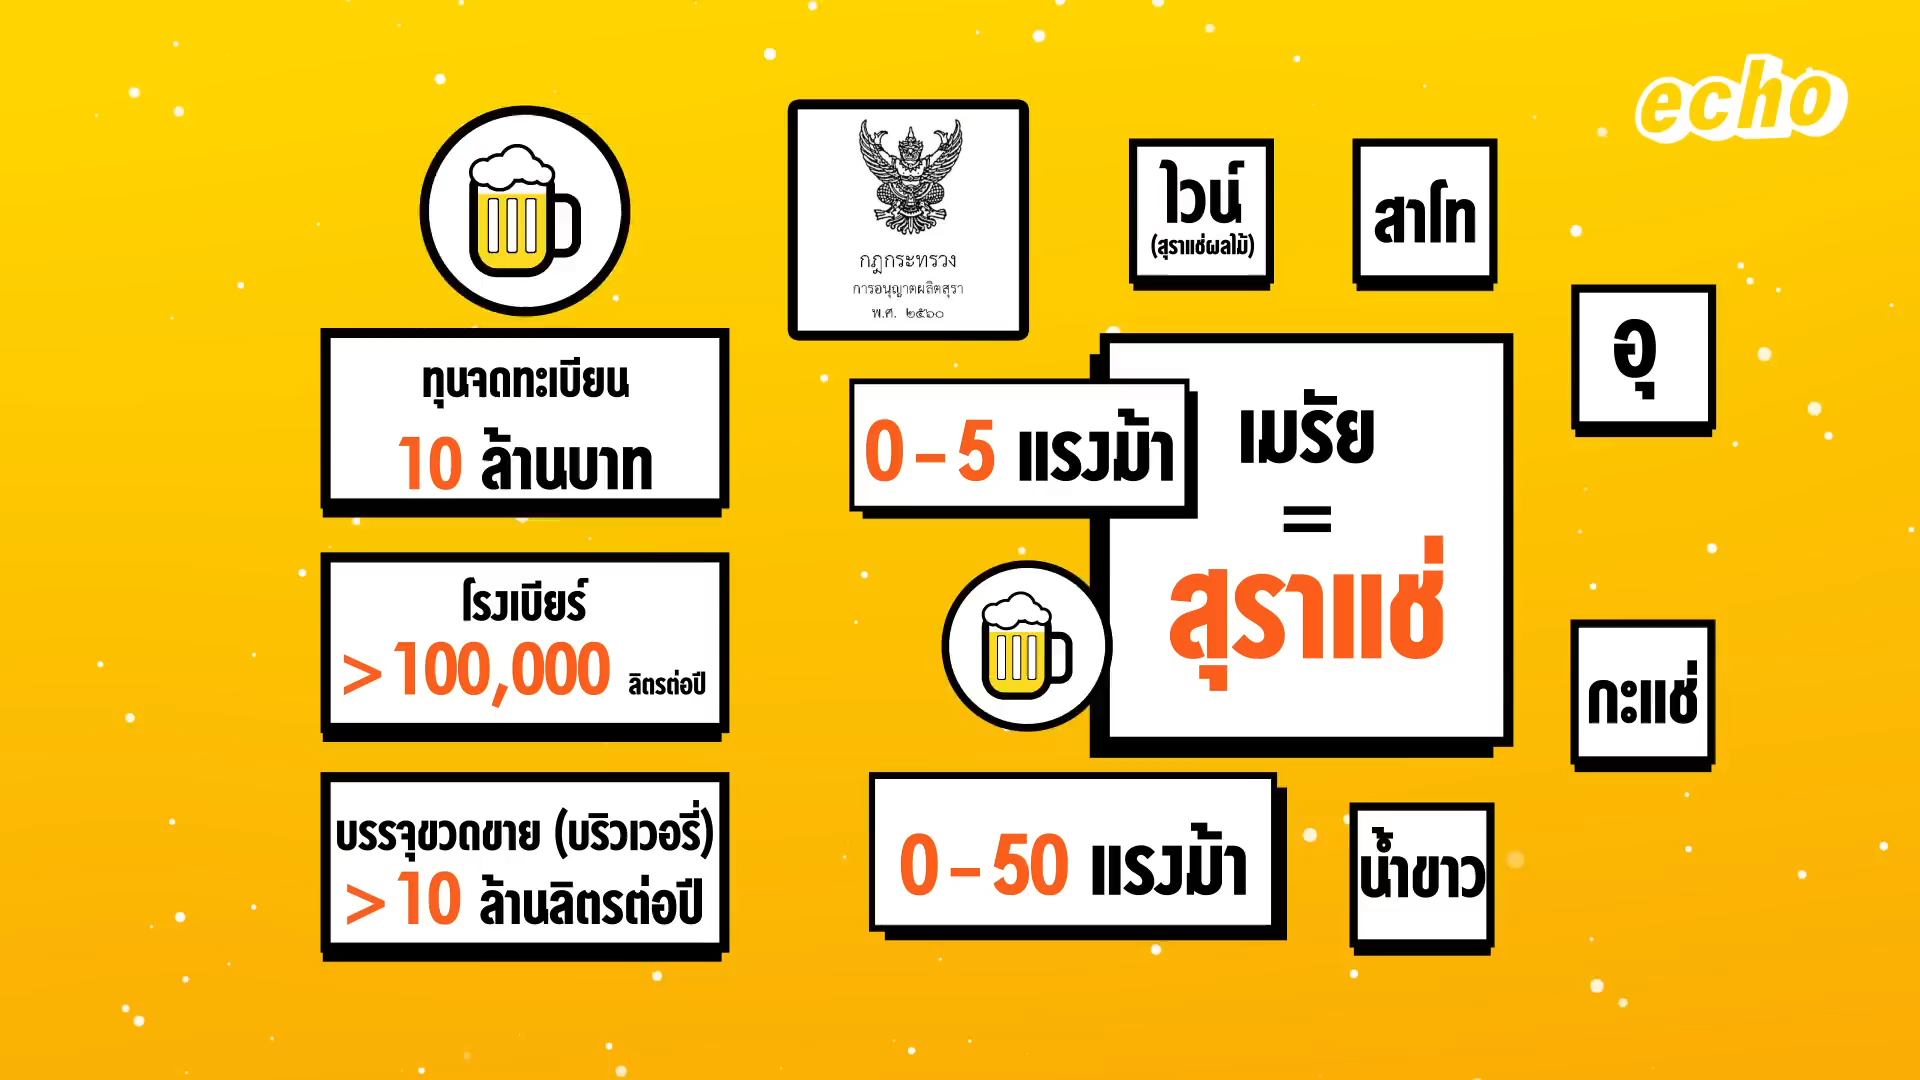 echo
ทุนจดทะเบียน
10 ล้านบาท
โรงเบียร์
> 100,000 ลิตรต่อปี
บรรจุขวดขาย (บริวเวอรี่)
> 10 ล้านลิตรต่อปี
กฎกระทรวง
การอนุญาตผลิตสุรา
พ.ศ. ๒๕๖๐
0 – 5 แรงม้า
0 – 50 แรงม้า
เมรัย
=
สุราแช่
ไวน์
(สุราแช่ผลไม้)
สาโท
อุ
กะแช่
น้ำขาว